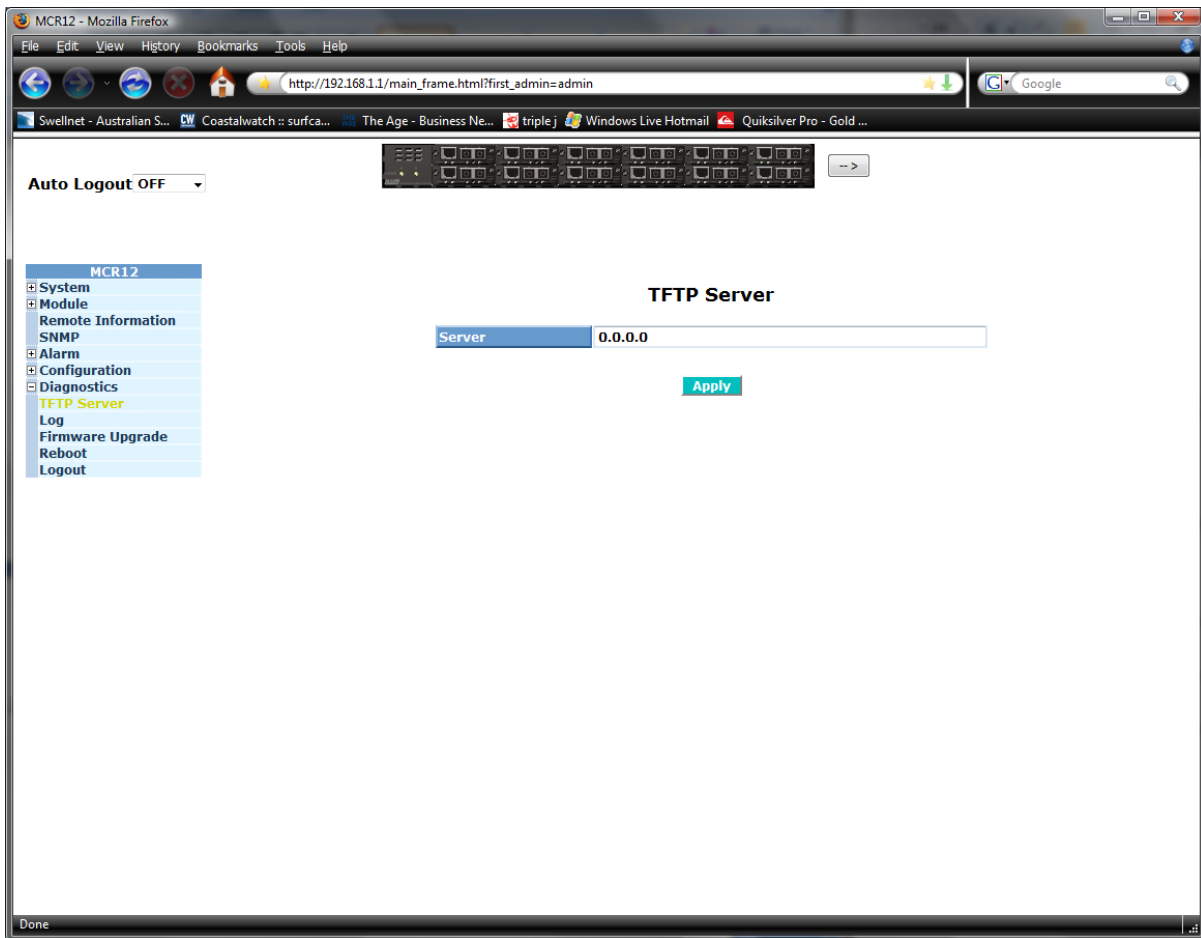 MCR12 - Mozilla Firefox
File Edit View History Bookmarks Tools Help
http://192.168.1.1/main_frame.html?first_admin=admin
G Google
Swellnet - Australian S... CW Coastalwatch :: surfca... The Age - Business Ne... triple j Windows Live Hotmail Quiksilver Pro - Gold ...
-->
Auto Logout OFF
MCR12
System
Module
Remote Information
SNMP
Alarm
Configuration
Diagnostics
TFTP Server
Log
Firmware Upgrade
Reboot
Logout
TFTP Server
Server 0.0.0.0
Apply
Done